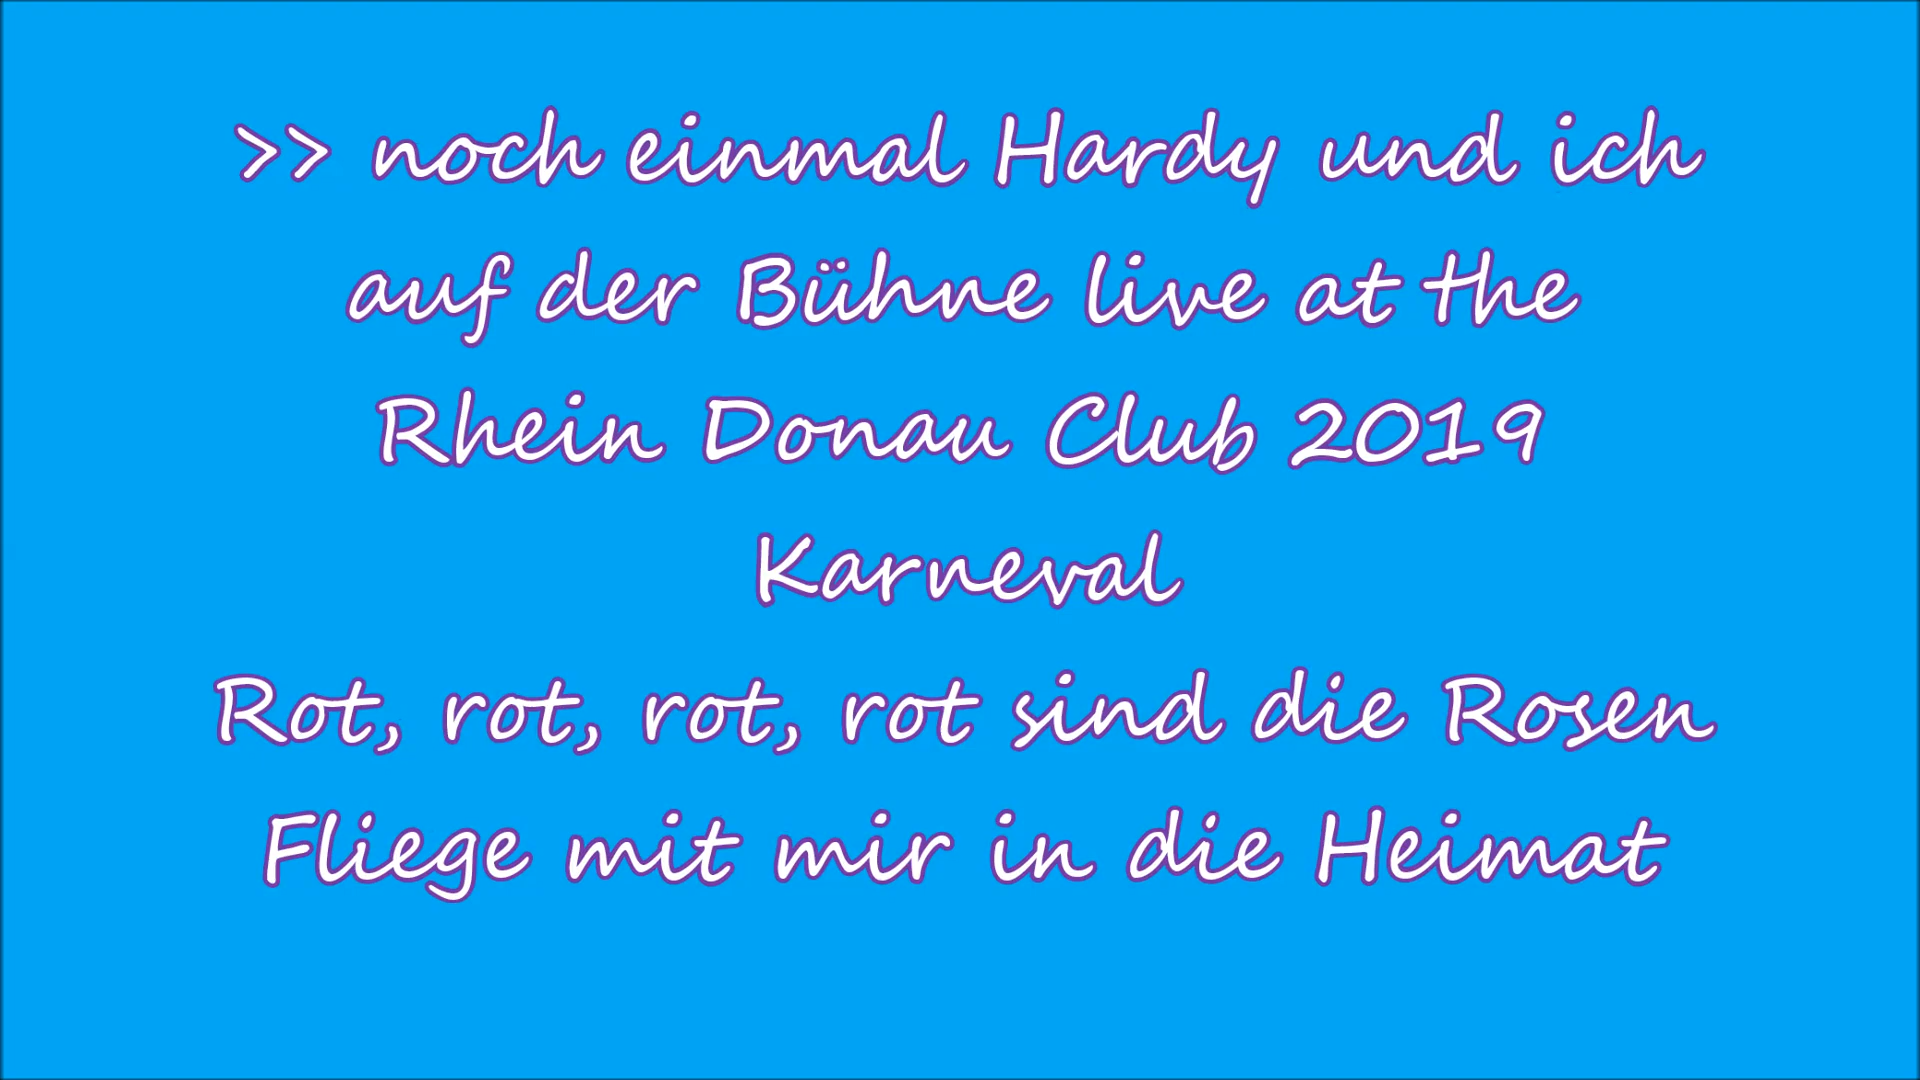 >> noch einmal Hardy und ich
auf der Bühne live at the
Rhein Donau Club 2019
Karneval
Rot, rot, rot, rot sind die Rosen
Fliege mit mir in die Heimat